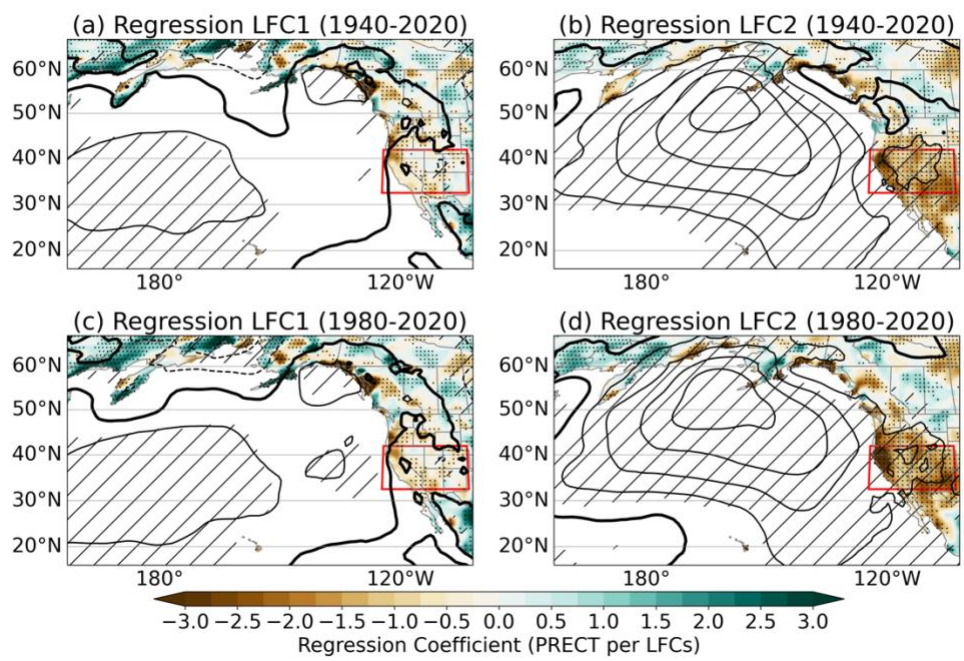 (a) Regression LFC1 (1940-2020)
(b) Regression LFC2 (1940-2020)
60°N
50°N
40°N
30°N
20°N
180°
120°W
60°N
50°N
40°N
30°N
20°N
180°
120°W
(c) Regression LFC1 (1980-2020)
(d) Regression LFC2 (1980-2020)
60°N
50°N
40°N
30°N
20°N
180°
120°W
60°N
50°N
40°N
30°N
20°N
180°
120°W
−3.0 −2.5 −2.0 −1.5 −1.0 −0.5 0.0 0.5 1.0 1.5 2.0 2.5 3.0
Regression Coefficient (PRECT per LFCs)